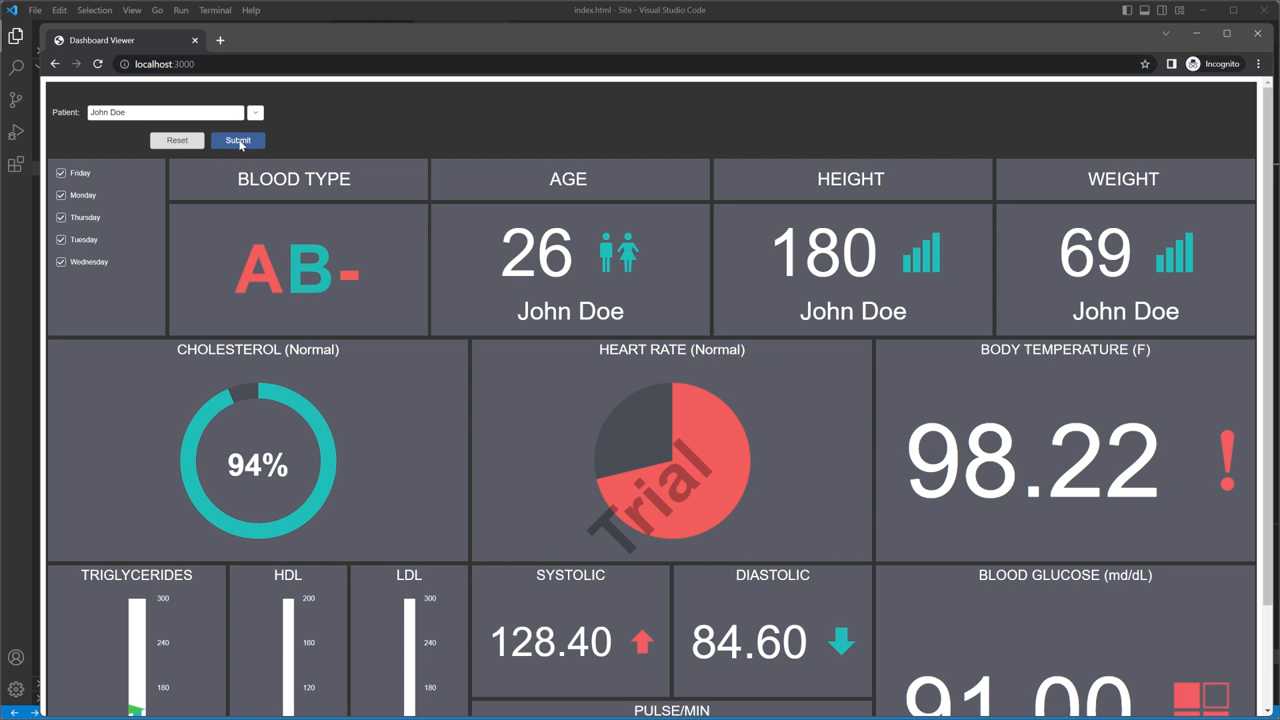 File Edit Selection View Go Run Terminal Help
index.html - Site - Visual Studio Code
Dashboard Viewer
localhost:3000
Incognito
Patient: John Doe
Reset Submit
Friday
Monday
Thursday
Tuesday
Wednesday
BLOOD TYPE
AB-
AGE
26
John Doe
HEIGHT
180
John Doe
WEIGHT
69
John Doe
CHOLESTEROL (Normal)
94%
HEART RATE (Normal)
Trial
BODY TEMPERATURE (F)
98.22
!
TRIGLYCERIDES
300
240
180
HDL
200
160
120
LDL
300
240
180
SYSTOLIC
128.40
DIASTOLIC
84.60
PULSE/MIN
BLOOD GLUCOSE (md/dL)
91.00